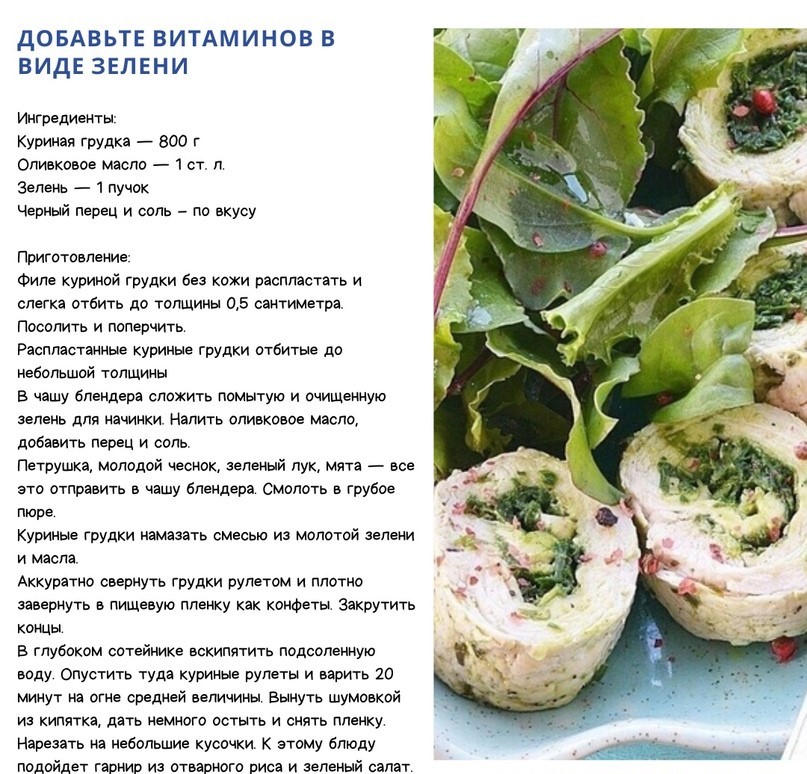 ДОБАВЬТЕ ВИТАМИНОВ В
ВИДЕ ЗЕЛЕНИ
Ингредиенты:
Куриная грудка — 800 г
Оливковое масло — 1 ст. л.
Зелень — 1 пучок
Черный перец и соль – по вкусу
Приготовление:
Филе куриной грудки без кожи распластать и
слегка отбить до толщины 0,5 сантиметра.
Посолить и поперчить.
Распластанные куриные грудки отбитые до
небольшой толщины
В чашу блендера сложить помытую и очищенную
зелень для начинки. Налить оливковое масло,
добавить перец и соль.
Петрушка, молодой чеснок, зеленый лук, мята — все
это отправить в чашу блендера. Смолоть в грубое
пюре.
Куриные грудки намазать смесью из молотой зелени
и масла.
Аккуратно свернуть грудки рулетом и плотно
завернуть в пищевую пленку как конфеты. Закрутить
концы.
В глубоком сотейнике вскипятить подсоленную
воду. Опустить туда куриные рулеты и варить 20
минут на огне средней величины. Вынуть шумовкой
из кипятка, дать немного остыть и снять пленку.
Нарезать на небольшие кусочки. К этому блюду
подойдет гарнир из отварного риса и зеленый салат.